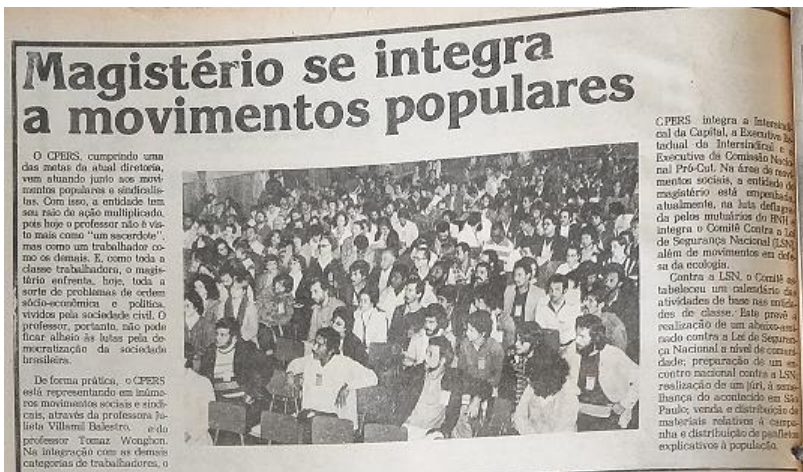 Magistério se integra
a movimentos populares
O CPERS, cumprindo uma
das metas da atual diretoria,
vem atuando junto aos movi-
mentos populares e sindicalis-
tas. Com isso, a entidade tem
seu raio de ação multiplicado,
pois hoje o professor não é vis-
to mais como "um sacerdote",
mas como um trabalhador co-
mo os demais. E, como toda a
classe trabalhadora, o magis-
tério enfrenta, hoje, toda a
sorte de problemas de ordem
sócio-econômica e política,
vividos pela sociedade civil. O
professor, portanto, não pode
ficar alheio às lutas pela de-
mocratização da sociedade
brasileira.
De forma prática, o CPERS
está representando em inúme-
ros movimentos sociais e sindi-
cais, através da professora Ju-
lieta Villamil Balestro, e do
professor Tomaz Wonghon.
Na integração com as demais
categorias de trabalhadores, o
CPERS integra a Intersindi-
cal da Capital, a Executiva Es-
tadual da Intersindical e a
Executiva da Comissão Nacio-
nal Pró-Cut. Na área de movi-
mentos sociais, a entidade do
magistério está empenhada,
atualmente, na luta deflagra-
da pelos mutuários do BNH e
integra o Comitê Contra a Lei
de Segurança Nacional (LSN),
além de movimentos em defe-
sa da ecologia.
Contra a LSN, o Comitê es-
tabeleceu um calendário das
atividades de base nas entida-
des de classe. Este prevê a
realização de um abaixo-assi-
nado contra a Lei de Seguran-
ça Nacional a nível de comuni-
dade; preparação de um en-
contro nacional contra a LSN;
realização de um júri, à seme-
lhança do acontecido em São
Paulo; venda e distribuição de
materiais relativos à campa-
nha e distribuição de panfletos
explicativos à população.